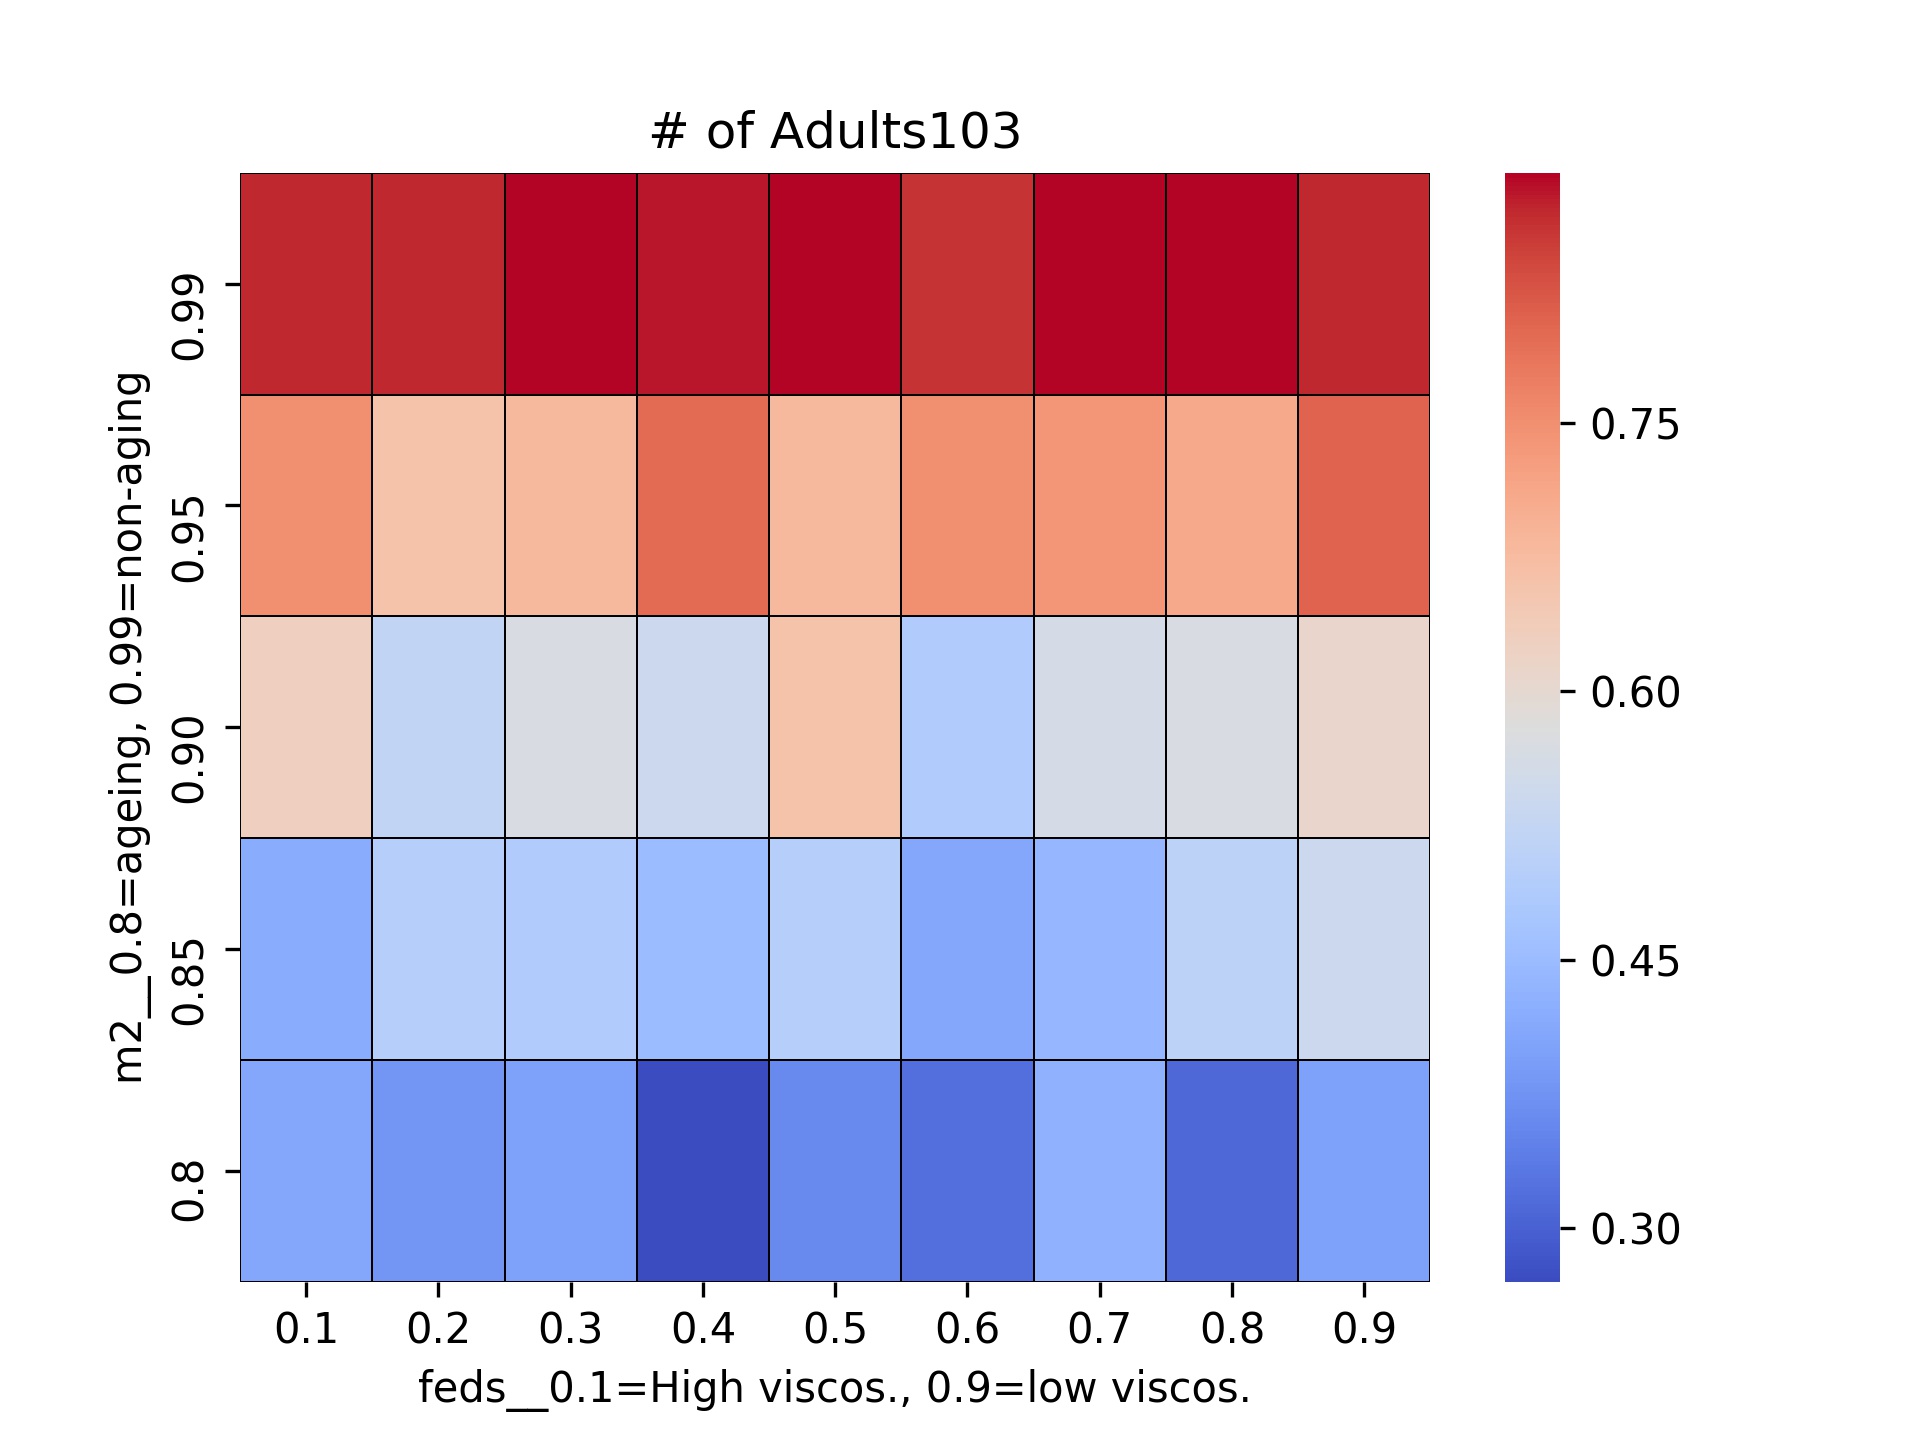 # of Adults103
m2__0.8=ageing, 0.99=non-aging
0.99
0.95
0.90
0.85
0.8
0.1 0.2 0.3 0.4 0.5 0.6 0.7 0.8 0.9
feds__0.1=High viscos., 0.9=low viscos.
0.75
0.60
0.45
0.30